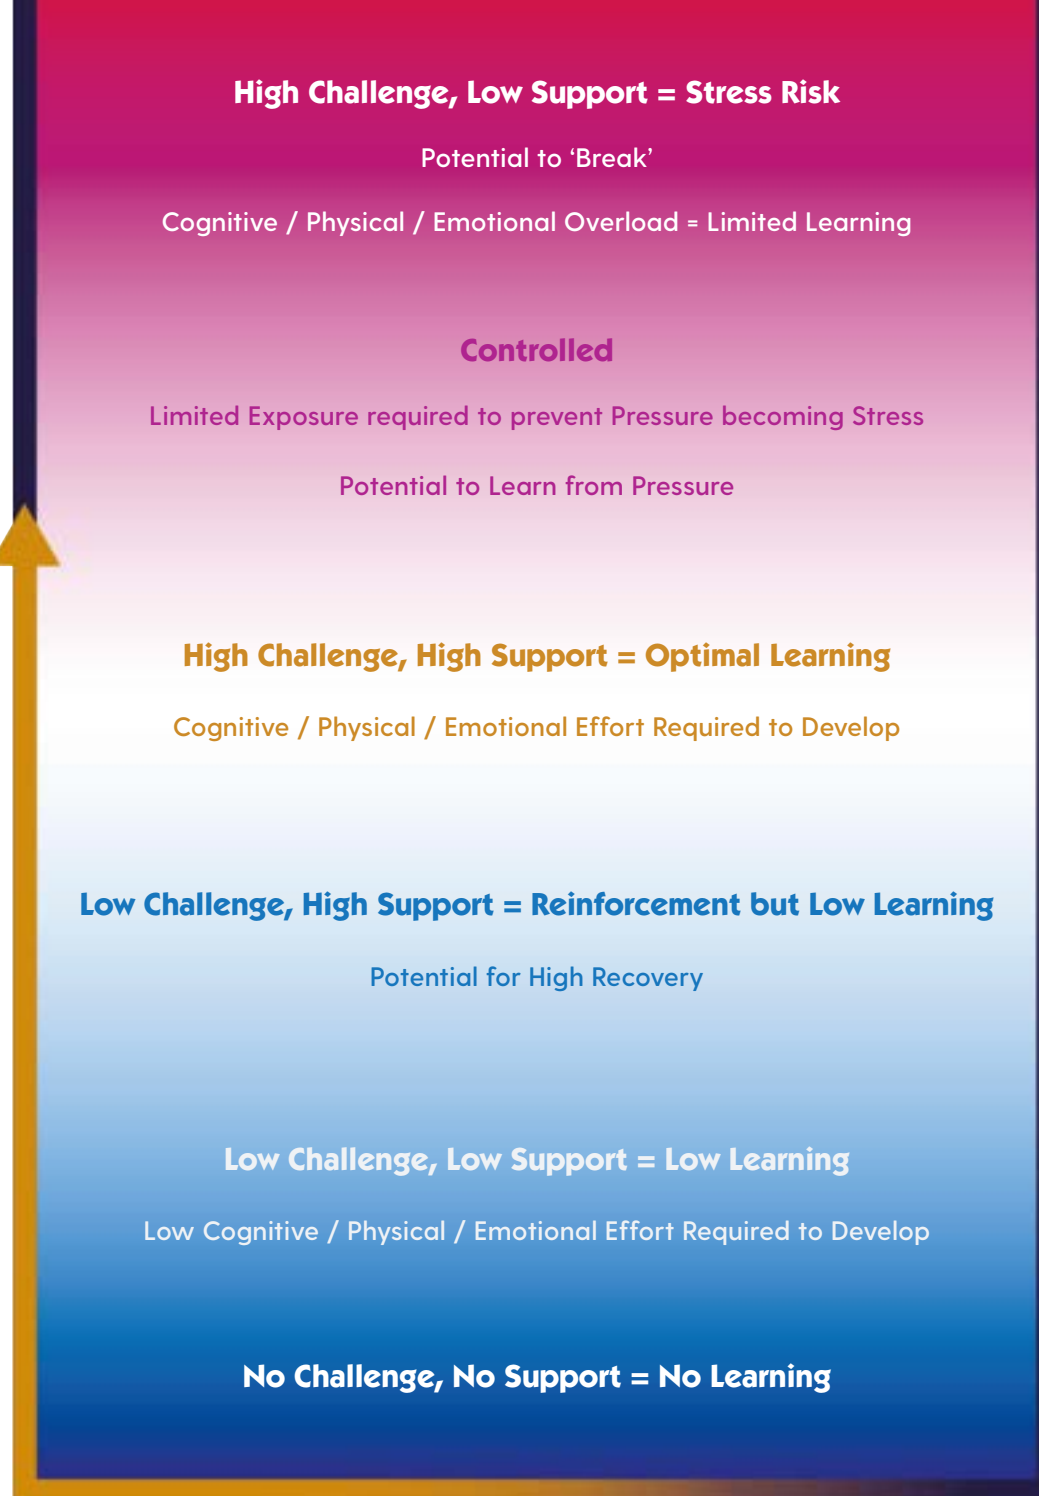 High Challenge, Low Support = Stress Risk
Potential to ‘Break’
Cognitive / Physical / Emotional Overload = Limited Learning
Controlled
Limited Exposure required to prevent Pressure becoming Stress
Potential to Learn from Pressure
High Challenge, High Support = Optimal Learning
Cognitive / Physical / Emotional Effort Required to Develop
Low Challenge, High Support = Reinforcement but Low Learning
Potential for High Recovery
Low Challenge, Low Support = Low Learning
Low Cognitive / Physical / Emotional Effort Required to Develop
No Challenge, No Support = No Learning